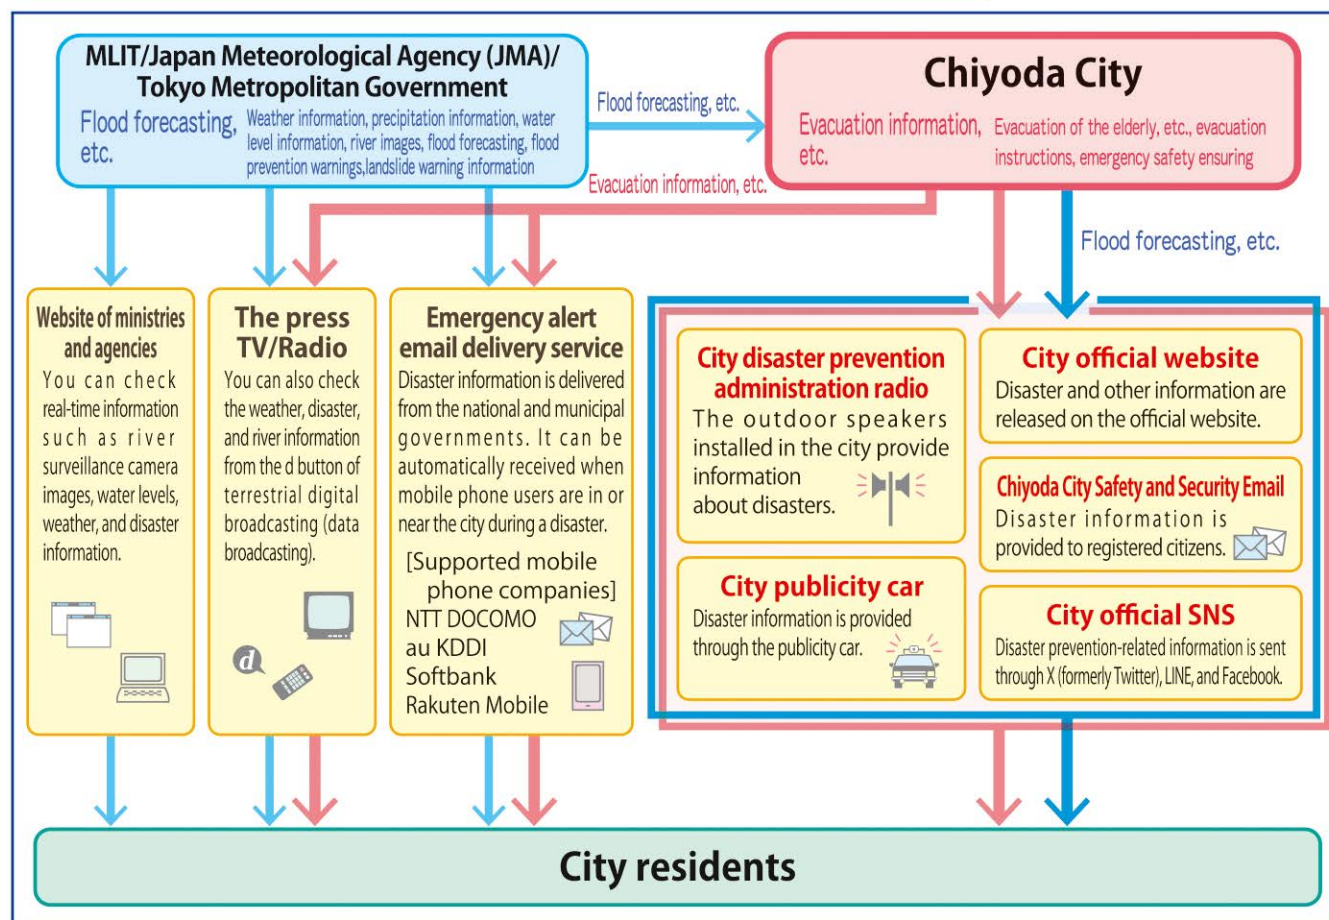 MLIT/Japan Meteorological Agency (JMA)/
Tokyo Metropolitan Government
Flood forecasting,
etc.
Weather information, precipitation information, water
level information, river images, flood forecasting, flood
prevention warnings,landslide warning information
Flood forecasting, etc.
Chiyoda City
Evacuation information,
etc.
Evacuation of the elderly, etc., evacuation
instructions, emergency safety ensuring
Evacuation information, etc.
Flood forecasting, etc.
Website of ministries
and agencies
You can check
real-time information
such as river
surveillance camera
images, water levels,
weather, and disaster
information.
The press
TV/Radio
You can also check
the weather, disaster,
and river information
from the d button of
terrestrial digital
broadcasting (data
broadcasting).
d
Emergency alert
email delivery service
Disaster information is delivered
from the national and municipal
governments. It can be
automatically received when
mobile phone users are in or
near the city during a disaster.
[Supported mobile
phone companies]
NTT DOCOMO
au KDDI
Softbank
Rakuten Mobile
City disaster prevention
administration radio
The outdoor speakers
installed in the city provide
information
about disasters.
City publicity car
Disaster information is provided
through the publicity car.
City official website
Disaster and other information are
released on the official website.
Chiyoda City Safety and Security Email
Disaster information is
provided to registered citizens.
City official SNS
Disaster prevention-related information is sent
through X (formerly Twitter), LINE, and Facebook.
City residents